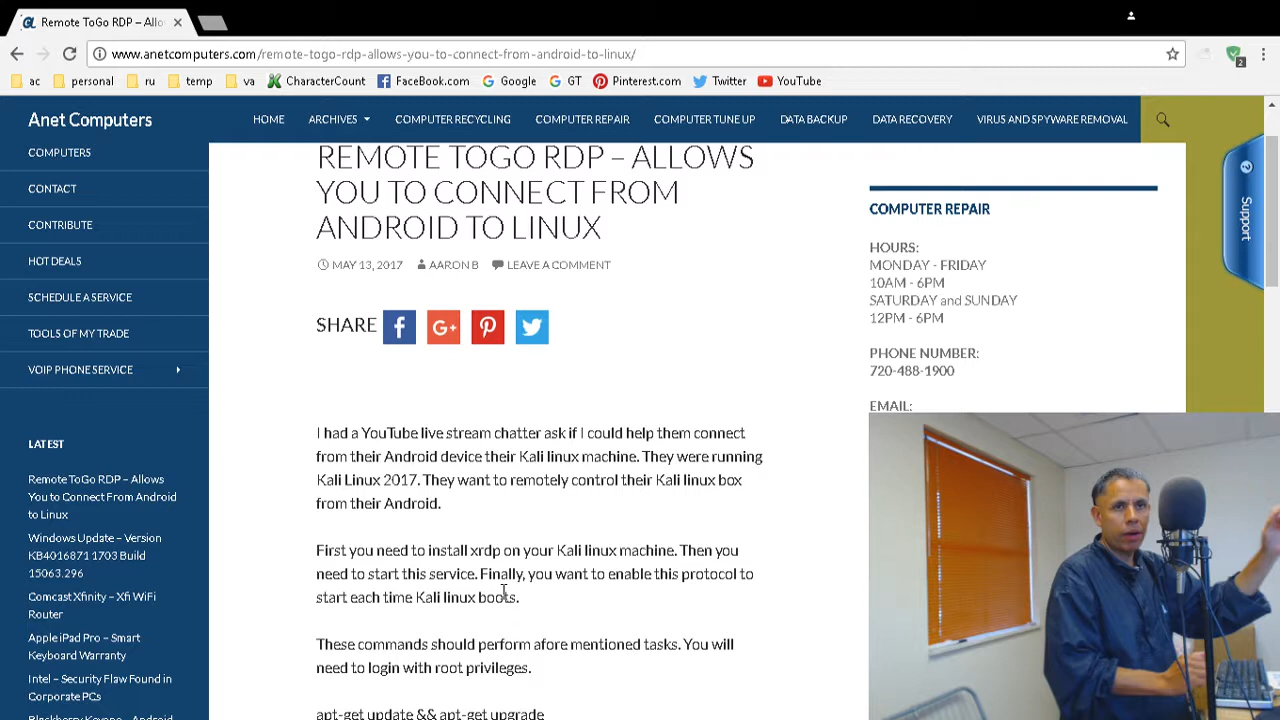 Remote ToGo RDP – Allo
www.anetcomputers.com/remote-togo-rdp-allows-you-to-connect-from-android-to-linux/
2
ac personal ru temp va CharacterCount FaceBook.com Google GT Pinterest.com Twitter YouTube
Anet Computers
HOME ARCHIVES COMPUTER RECYCLING COMPUTER REPAIR COMPUTER TUNE UP DATA BACKUP DATA RECOVERY VIRUS AND SPYWARE REMOVAL
COMPUTERS
CONTACT
CONTRIBUTE
HOT DEALS
SCHEDULE A SERVICE
TOOLS OF MY TRADE
VOIP PHONE SERVICE
LATEST
Remote ToGo RDP – Allows
You to Connect From Android
to Linux
Windows Update – Version
KB4016871 1703 Build
15063.296
Comcast Xfinity – Xfi WiFi
Router
Apple iPad Pro – Smart
Keyboard Warranty
Intel – Security Flaw Found in
Corporate PCs
Blackberry Keyone – Android
REMOTE TOGO RDP – ALLOWS
YOU TO CONNECT FROM
ANDROID TO LINUX
MAY 13, 2017 AARON B LEAVE A COMMENT
SHARE
I had a YouTube live stream chatter ask if I could help them connect
from their Android device their Kali linux machine. They were running
Kali Linux 2017. They want to remotely control their Kali linux box
from their Android.
First you need to install xrdp on your Kali linux machine. Then you
need to start this service. Finally, you want to enable this protocol to
start each time Kali linux boots.
These commands should perform afore mentioned tasks. You will
need to login with root privileges.
apt-get update && apt-get upgrade
COMPUTER REPAIR
HOURS:
MONDAY - FRIDAY
10AM - 6PM
SATURDAY and SUNDAY
12PM - 6PM
PHONE NUMBER:
720-488-1900
EMAIL:
Support